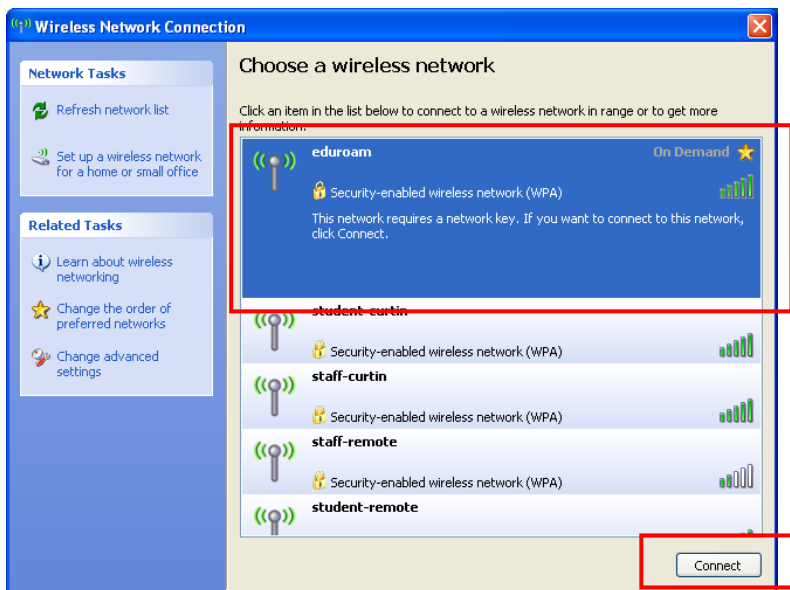 Wireless Network Connection
Network Tasks
Refresh network list
Set up a wireless network
for a home or small office
Related Tasks
Learn about wireless
networking
Change the order of
preferred networks
Change advanced
settings
Choose a wireless network
Click an item in the list below to connect to a wireless network in range or to get more
information.
eduroam
On Demand
Security-enabled wireless network (WPA)
This network requires a network key. If you want to connect to this network,
click Connect.
student-curtin
Security-enabled wireless network (WPA)
staff-curtin
Security-enabled wireless network (WPA)
staff-remote
Security-enabled wireless network (WPA)
student-remote
Connect